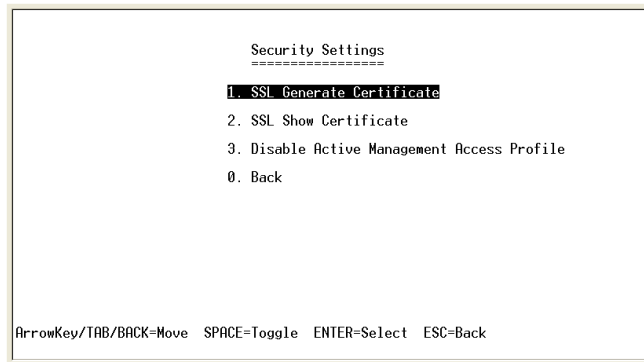 Security Settings
=================
1. SSL Generate Certificate
2. SSL Show Certificate
3. Disable Active Management Access Profile
0. Back
ArrowKey/TAB/BACK=Move  SPACE=Toggle  ENTER=Select  ESC=Back